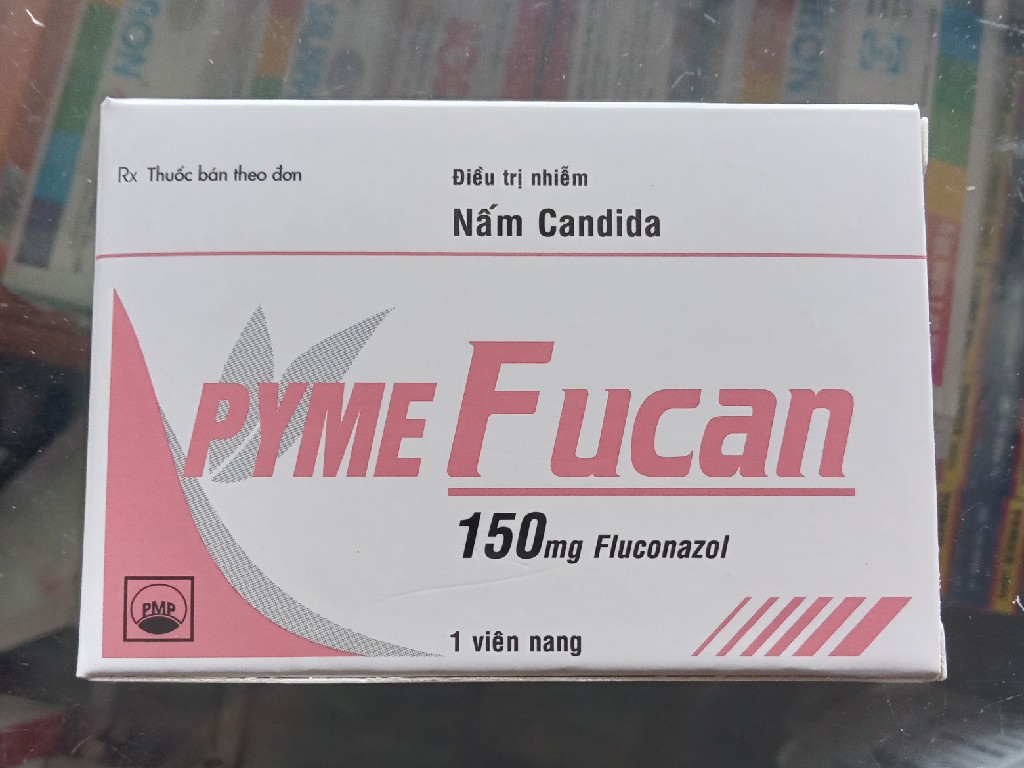 Rx Thuốc bán theo đơn
Điều trị nhiễm
Nấm Candida
PYME Fucan
150mg Fluconazol
PMP
1 viên nang